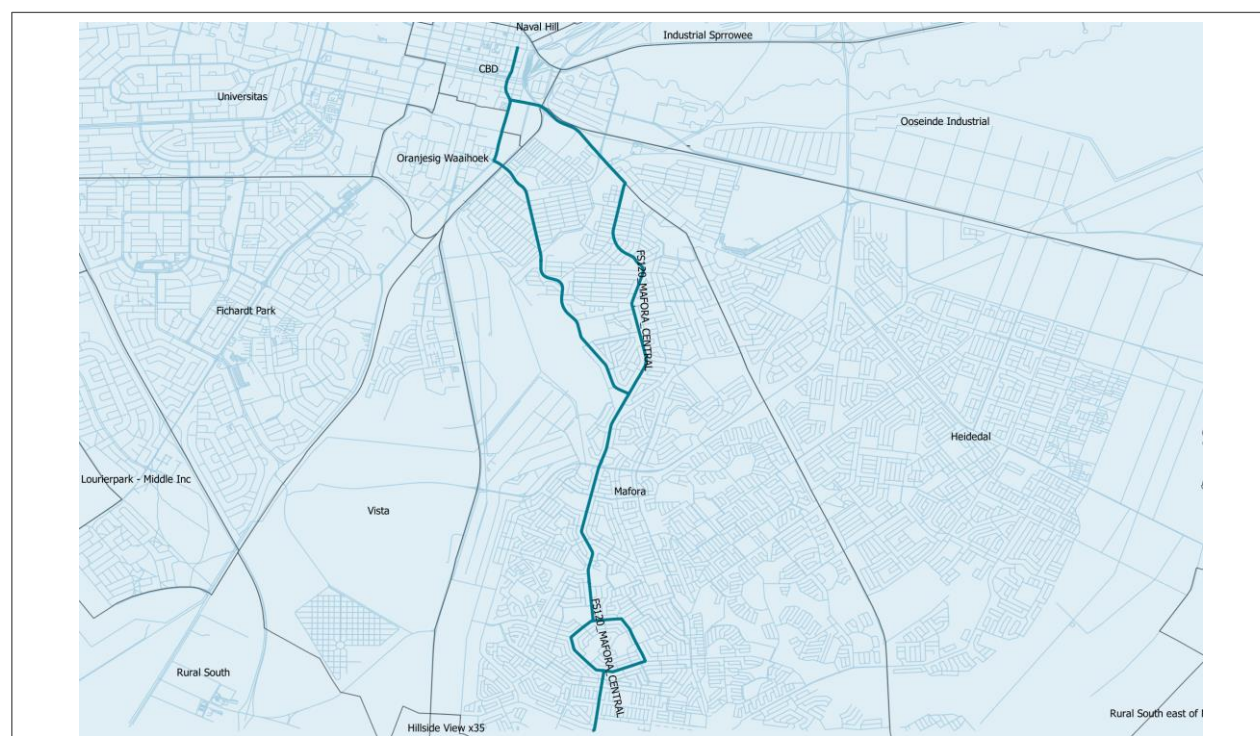 Naval Hill
Industrial Sprrowee
CBD
Universitas
Ooseinde Industrial
Oranjesig Waaihoek
FS120_MAFORA_CENTRAL
Fichardt Park
Heidedal
Lourierpark - Middle Inc
Mafora
Vista
FS120_MAFORA_CENTRAL
Rural South
Rural South east of
Hillside View x35